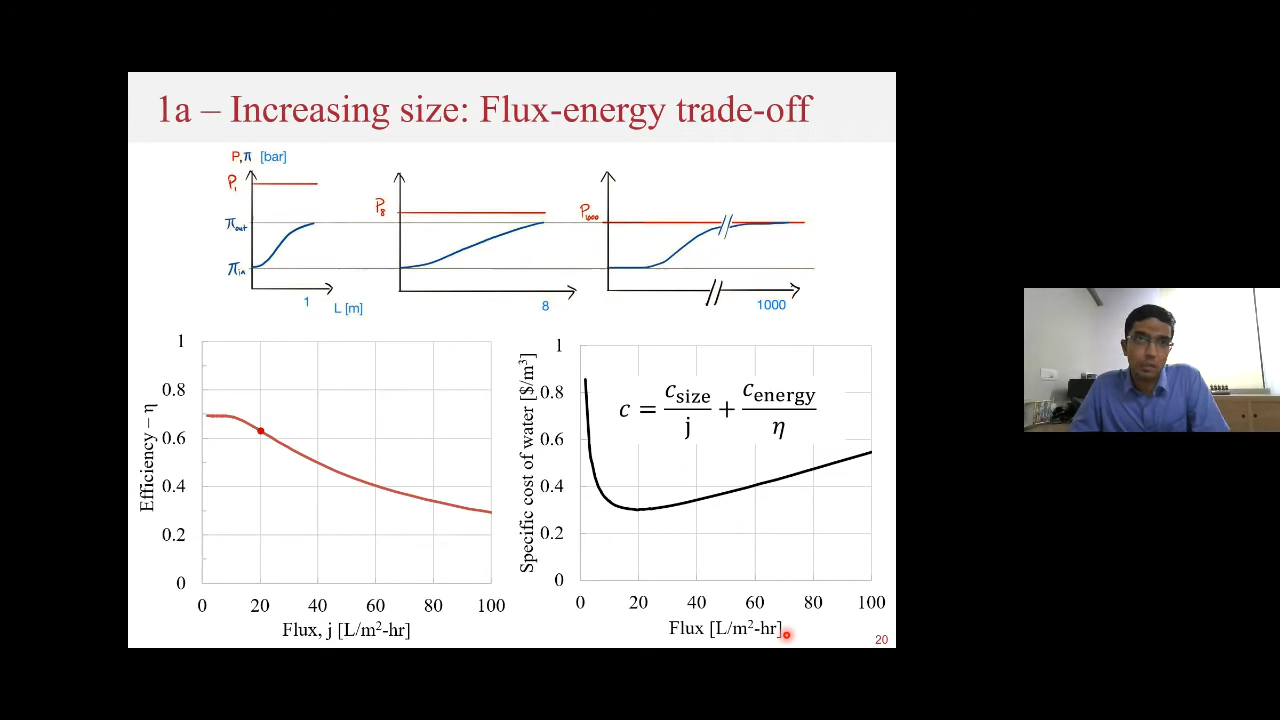 1a – Increasing size: Flux-energy trade-off
P,π [bar]
P₁
πout
πin
1
L [m]
P₈
8
P₁₀₀₀
1000
1
0.8
0.6
0.4
0.2
0
Efficiency – η
0 20 40 60 80 100
Flux, j [L/m²-hr]
1
0.8
0.6
0.4
0.2
0
Specific cost of water [$/m³]
c = c_size/j + c_energy/η
0 20 40 60 80 100
Flux [L/m²-hr]
20